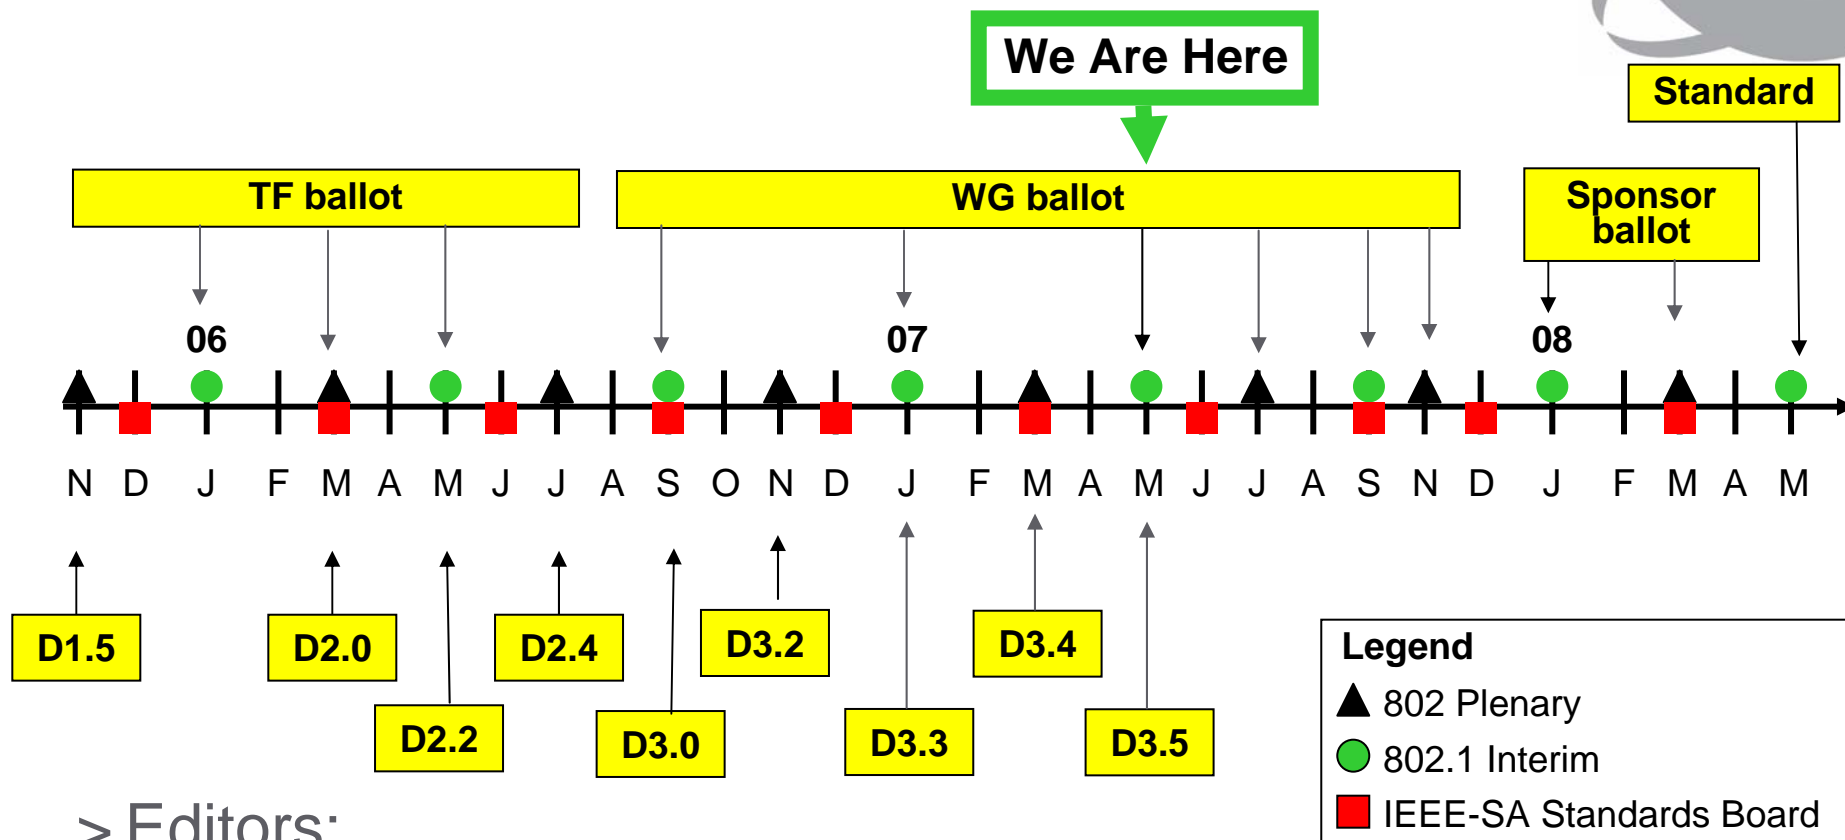 We Are Here
Standard
TF ballot
WG ballot
Sponsor
ballot
06
07
08
N D J F M A M J J A S O N D J F M A M J J A S N D J F M A M
D1.5
D2.0
D2.4
D3.2
D3.4
D2.2
D3.0
D3.3
D3.5
Legend
802 Plenary
802.1 Interim
IEEE-SA Standards Board
> Editors: